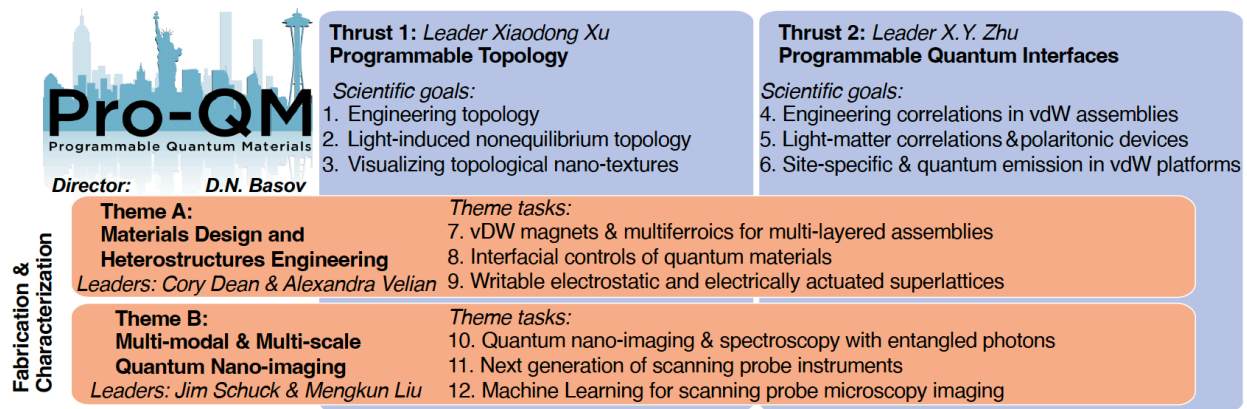 Pro-QM
Programmable Quantum Materials
Director: D.N. Basov
Thrust 1: Leader Xiaodong Xu
Programmable Topology
Scientific goals:
1. Engineering topology
2. Light-induced nonequilibrium topology
3. Visualizing topological nano-textures
Thrust 2: Leader X.Y. Zhu
Programmable Quantum Interfaces
Scientific goals:
4. Engineering correlations in vdW assemblies
5. Light-matter correlations & polaritonic devices
6. Site-specific & quantum emission in vdW platforms
Fabrication &
Characterization
Theme A:
Materials Design and
Heterostructures Engineering
Leaders: Cory Dean & Alexandra Velian
Theme tasks:
7. vDW magnets & multiferroics for multi-layered assemblies
8. Interfacial controls of quantum materials
9. Writable electrostatic and electrically actuated superlattices
Theme B:
Multi-modal & Multi-scale
Quantum Nano-imaging
Leaders: Jim Schuck & Mengkun Liu
Theme tasks:
10. Quantum nano-imaging & spectroscopy with entangled photons
11. Next generation of scanning probe instruments
12. Machine Learning for scanning probe microscopy imaging